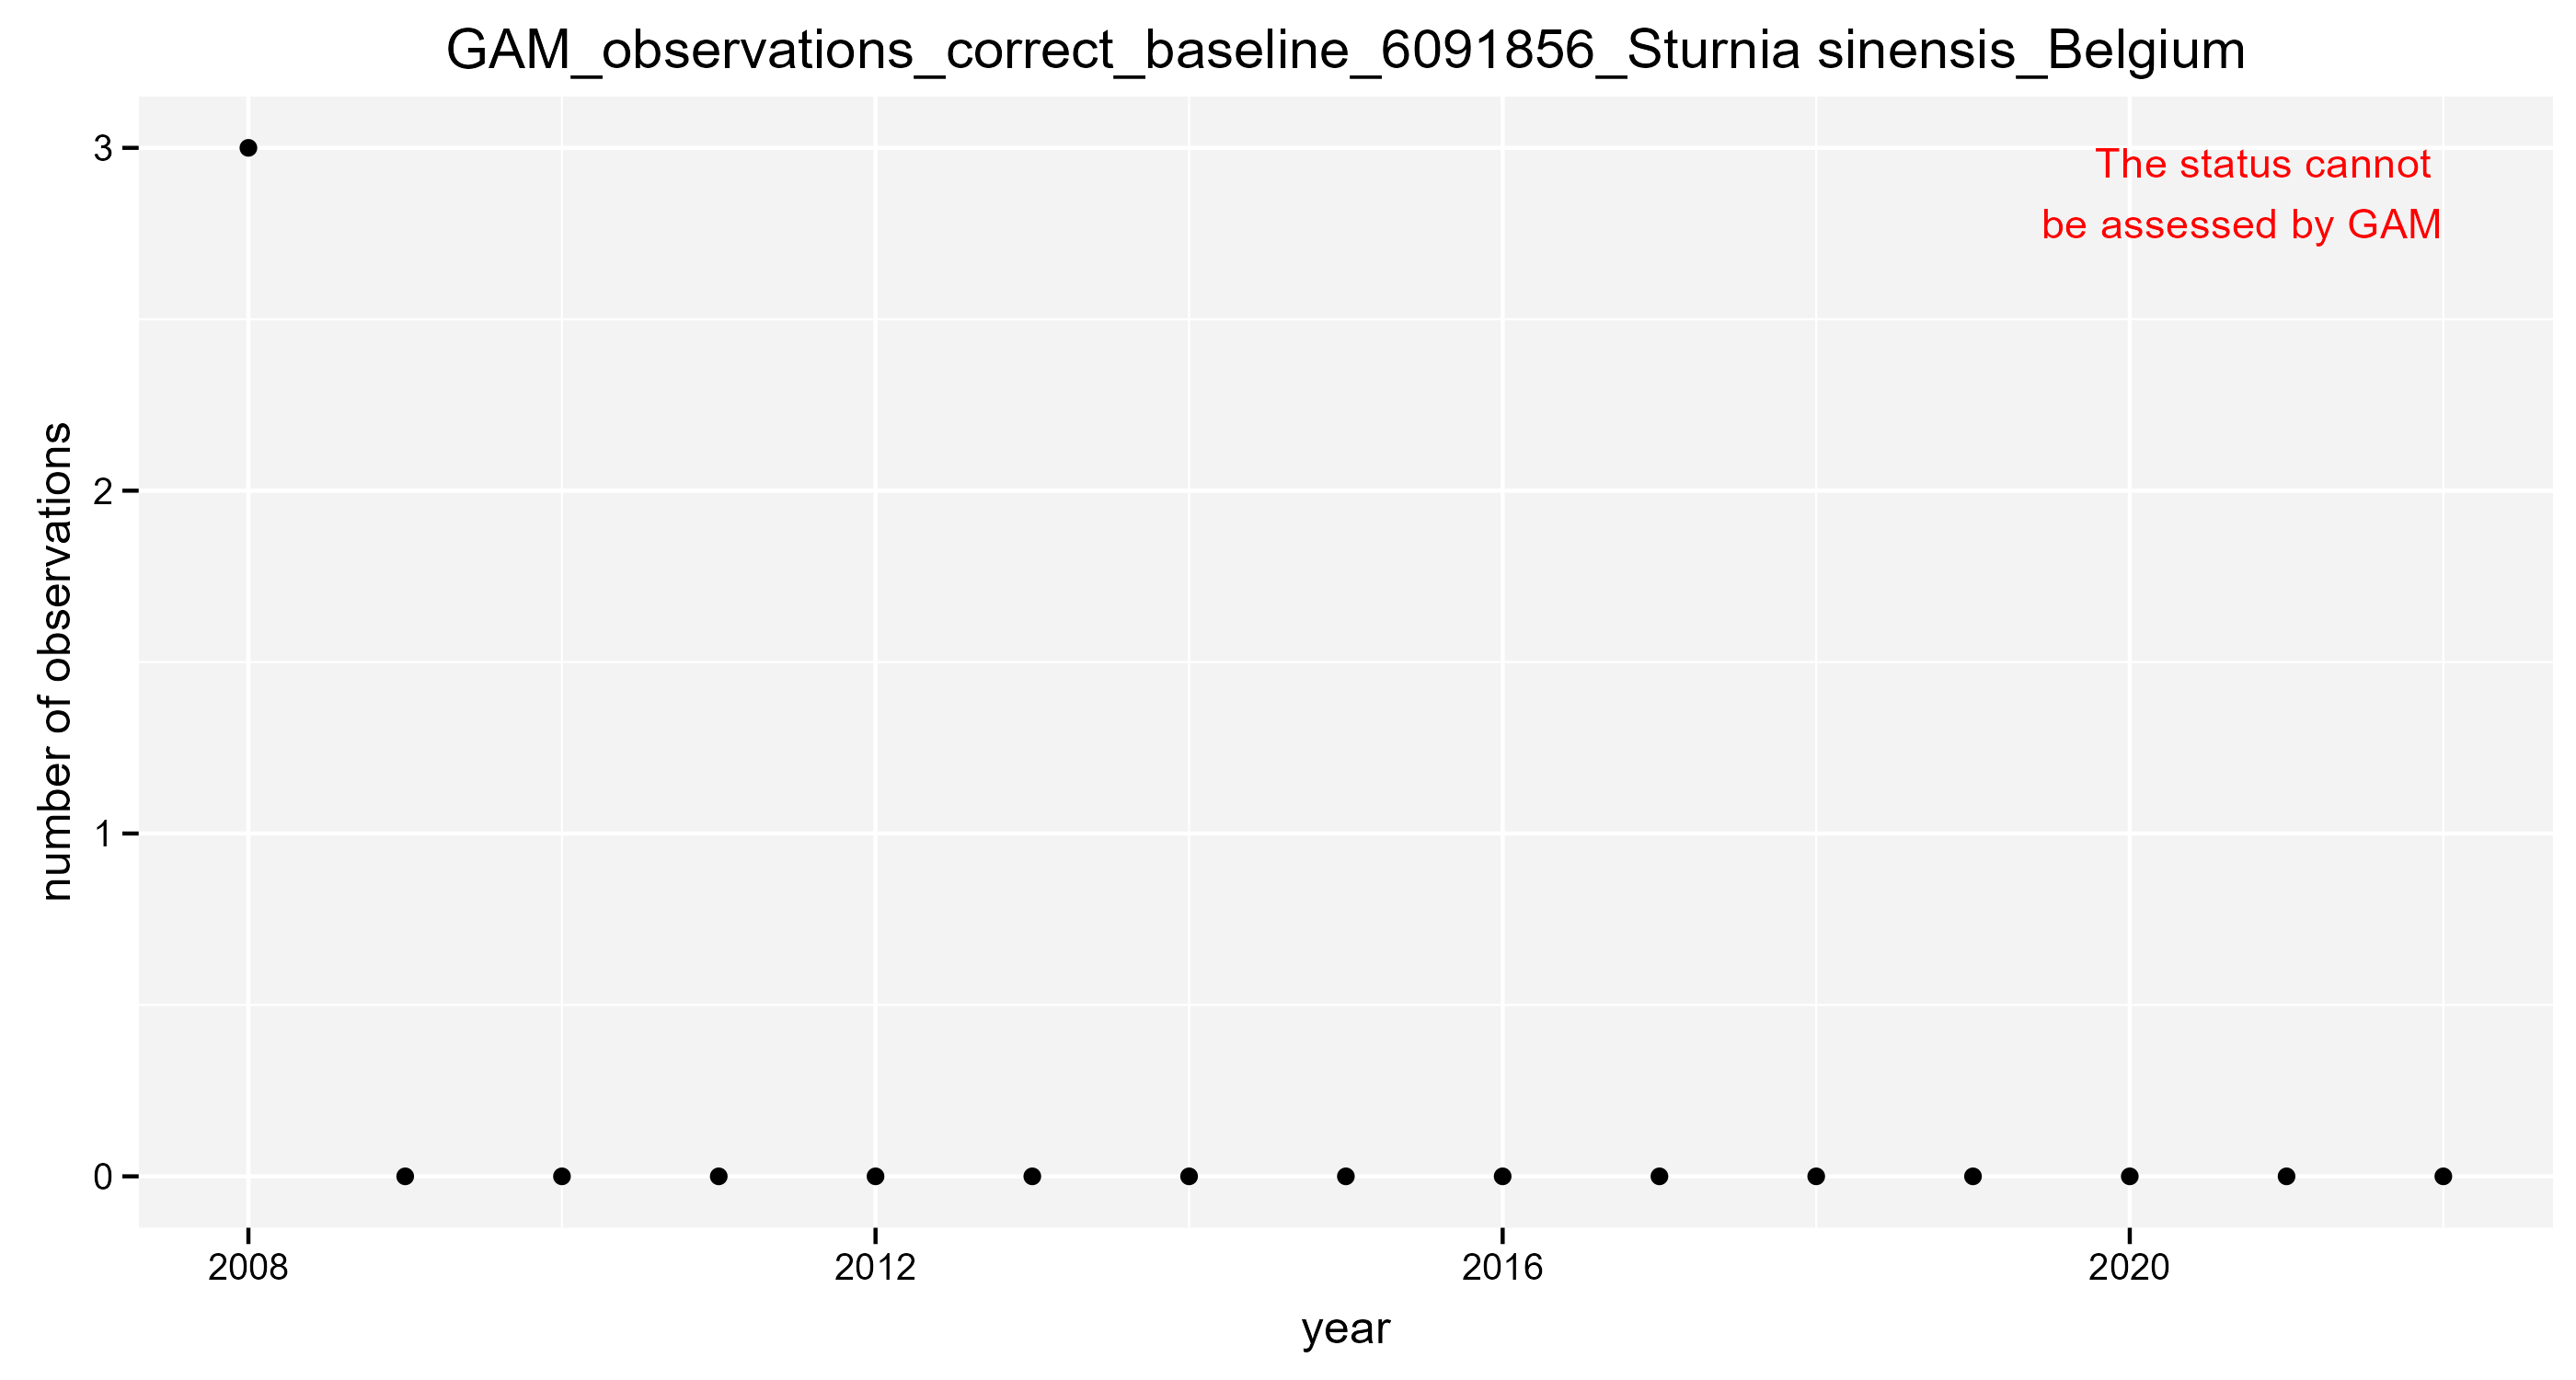 GAM_observations_correct_baseline_6091856_Sturnia sinensis_Belgium
The status cannot
be assessed by GAM
number of observations
3
2
1
0
2008
2012
2016
2020
year